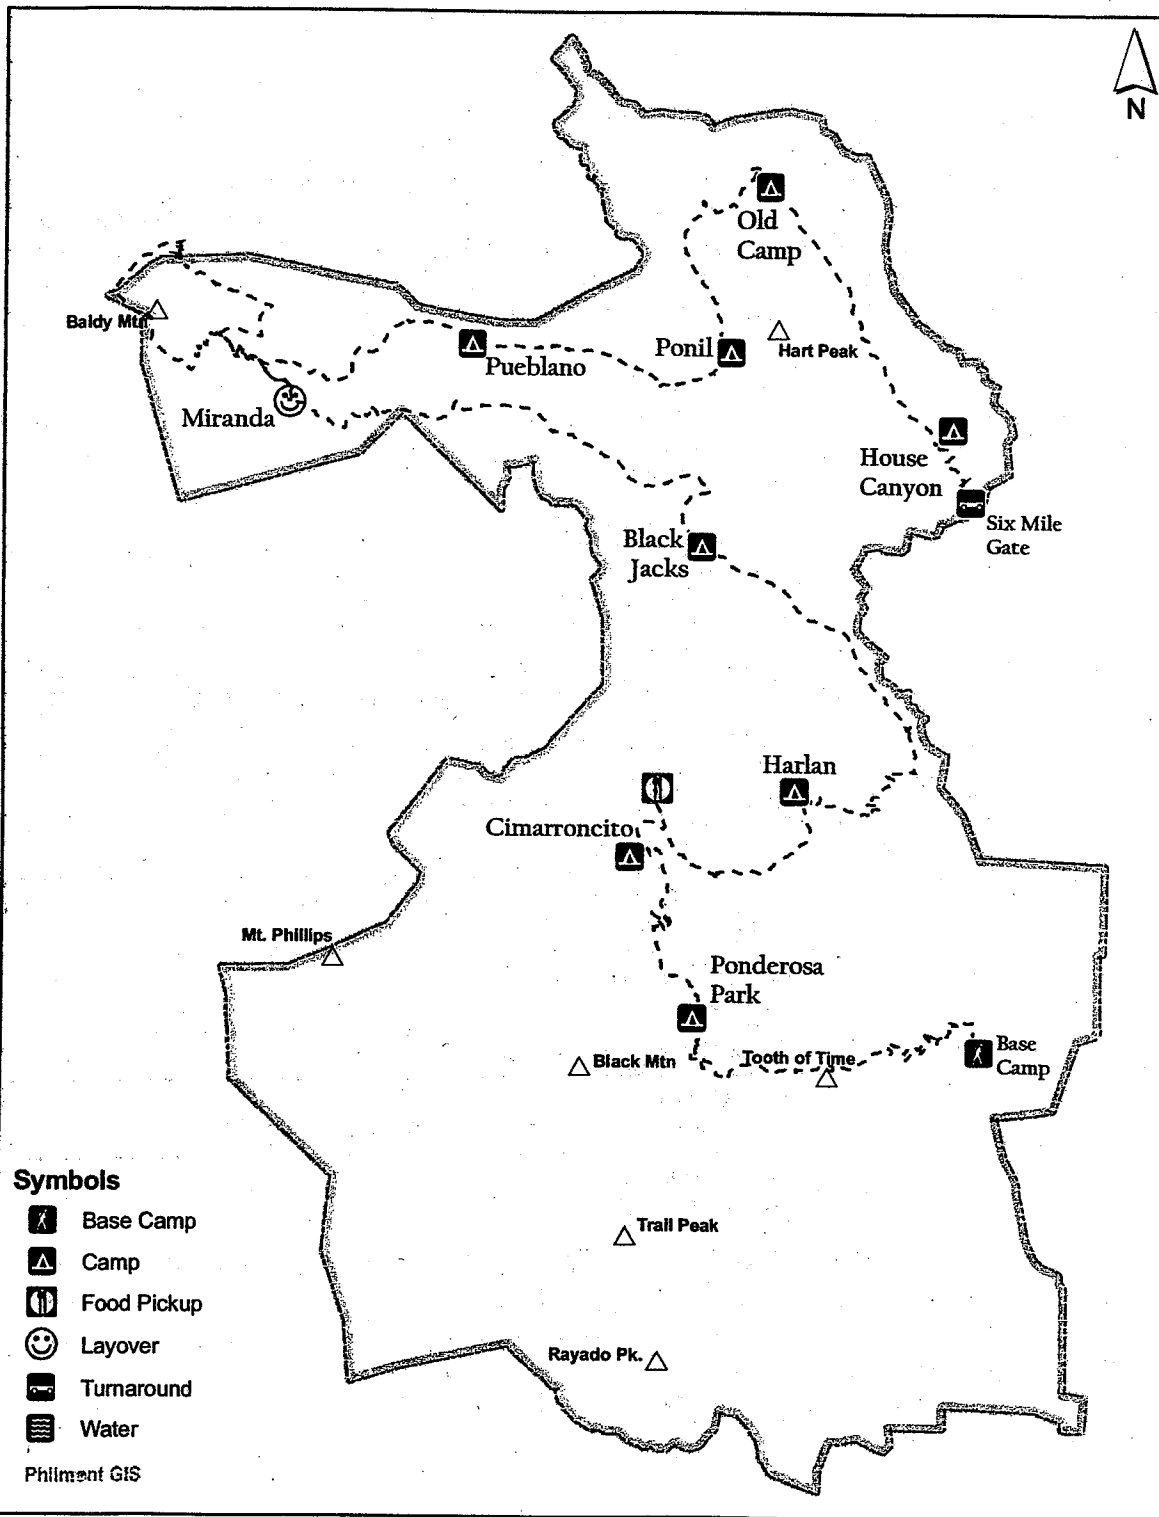 N
Old
Camp
Baldy Mtn
Ponil
Hart Peak
Pueblano
Miranda
House
Canyon
Six Mile
Gate
Black
Jacks
Harlan
Cimarroncito
Mt. Phillips
Ponderosa
Park
Black Mtn
Tooth of Time
Base
Camp
Trail Peak
Rayado Pk.
Symbols
Base Camp
Camp
Food Pickup
Layover
Turnaround
Water
Philmont GIS